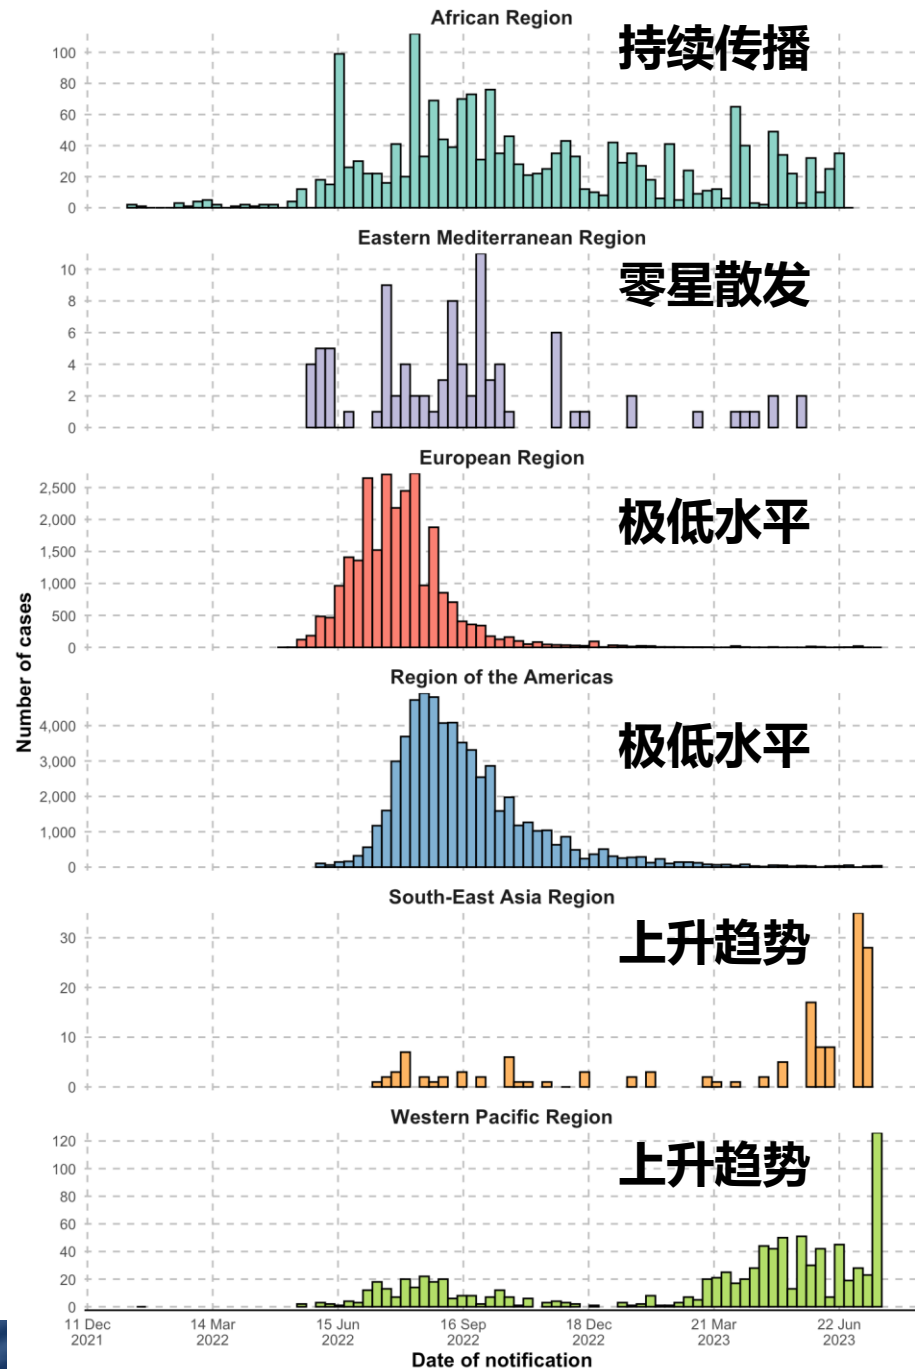 African Region
持续传播
100
80
60
40
20
0
Eastern Mediterranean Region
零星散发
10
8
6
4
2
0
European Region
极低水平
2,500
2,000
1,500
1,000
500
0
Number of cases
Region of the Americas
极低水平
4,000
3,000
2,000
1,000
0
South-East Asia Region
上升趋势
30
20
10
0
Western Pacific Region
上升趋势
120
100
80
60
40
20
0
11 Dec 14 Mar 15 Jun 16 Sep 18 Dec 21 Mar 22 Jun
2021 2022 2022 2022 2022 2023 2023
Date of notification